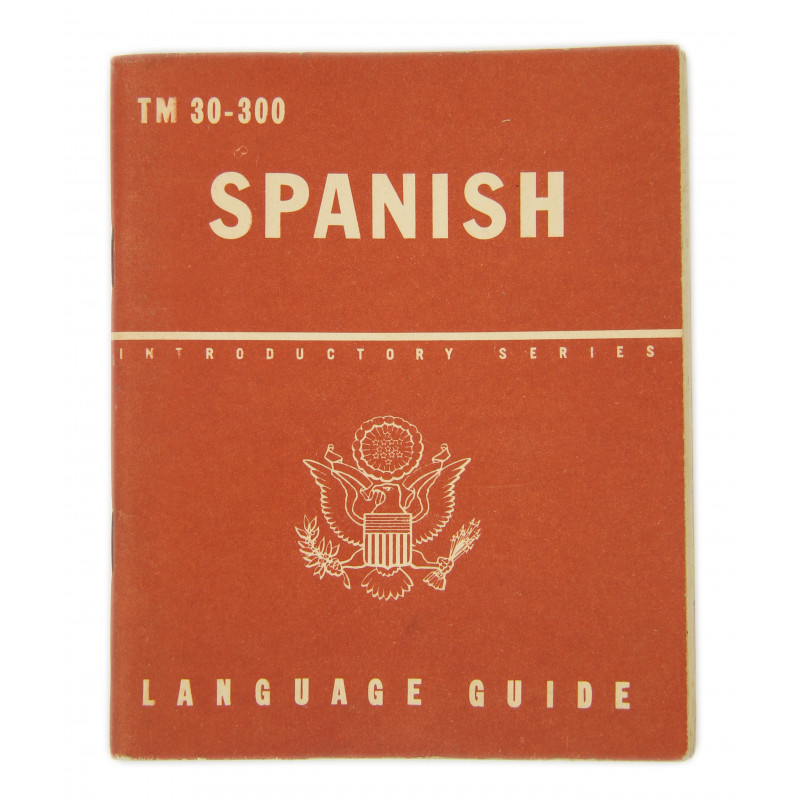 TM 30-300
SPANISH
INTRODUCTORY SERIES
LANGUAGE GUIDE